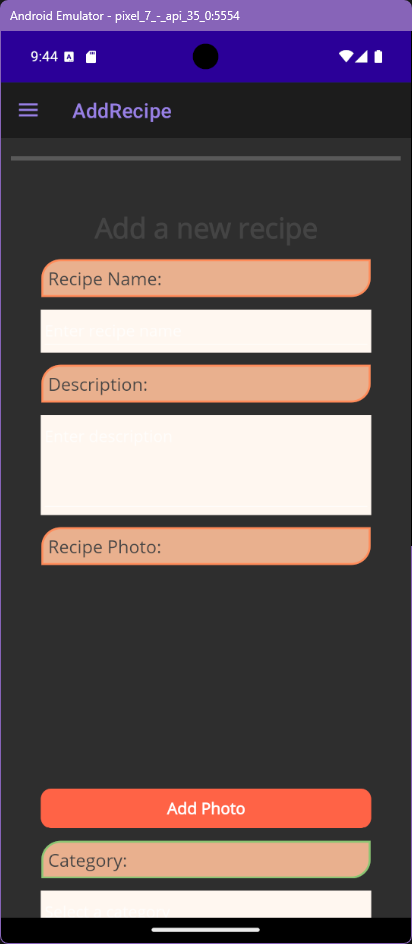 Android Emulator - pixel_7_-_api_35_0:5554
9:44
AddRecipe
Add a new recipe
Recipe Name:
Enter recipe name
Description:
Enter description
Recipe Photo:
Add Photo
Category: